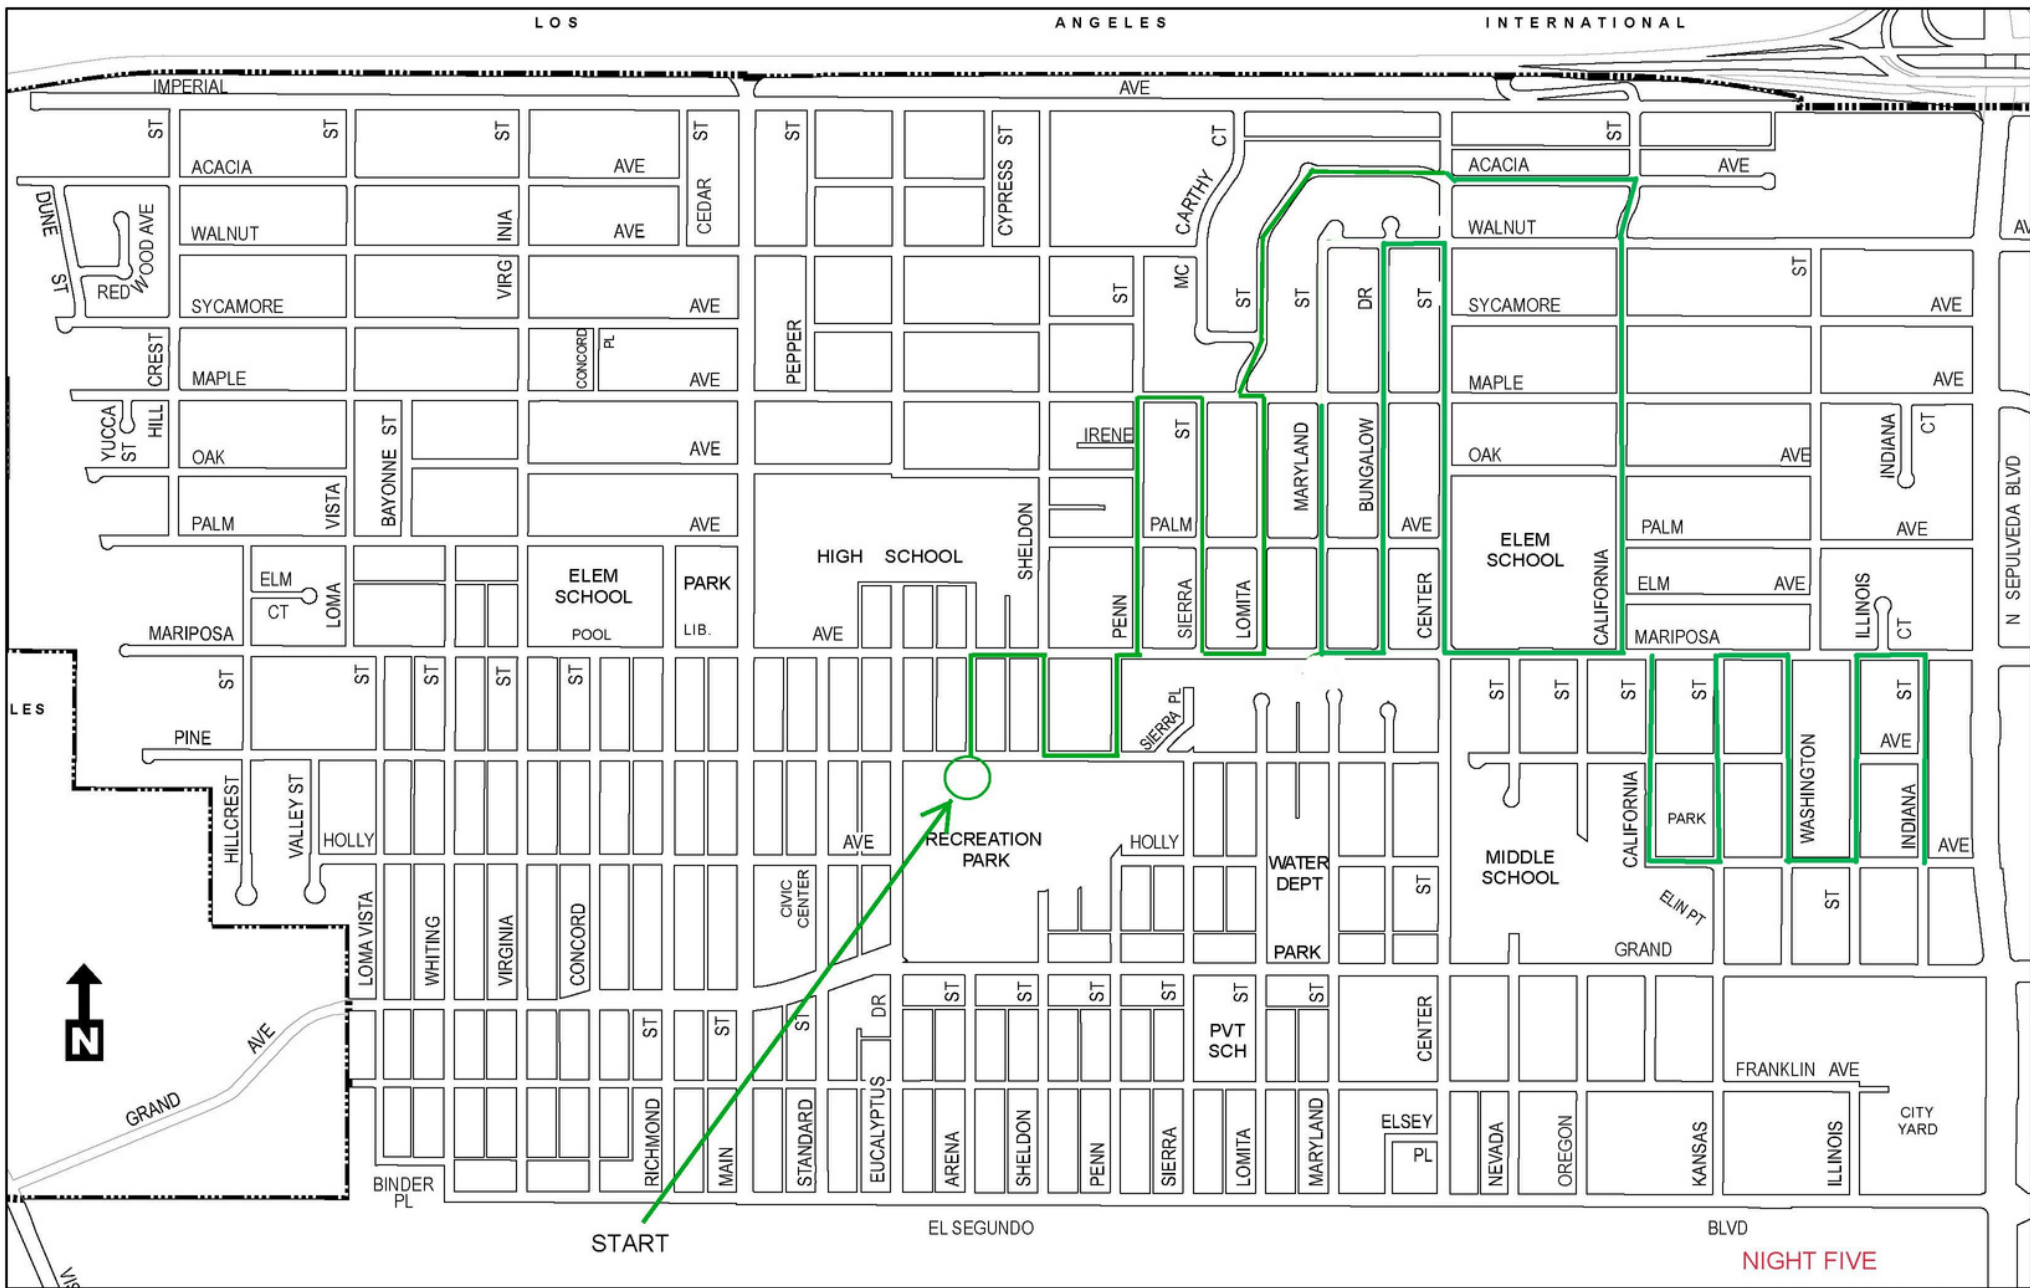 LOS ANGELES INTERNATIONAL
IMPERIAL AVE
ST
ST
ST
ST
ST
CYPRESS ST
CT
ST
ACACIA AVE
ACACIA AVE
CEDAR
DUNE
ST
WOOD AVE
RED
WALNUT
INIA
AVE
CARTHY
WALNUT
AV
VIRG
MC
ST
ST
ST
DR
ST
ST
SYCAMORE AVE
SYCAMORE AVE
CREST
CONCORD
PL
PEPPER
MAPLE AVE
MAPLE AVE
YUCCA
ST
HILL
BAYONNE ST
IRENE
ST
MARYLAND
BUNGALOW
INDIANA
CT
OAK AVE
OAK AVE
N SEPULVEDA BLVD
VISTA
PALM AVE
PALM AVE
PALM AVE
HIGH SCHOOL
SHELDON
ELEM
SCHOOL
CALIFORNIA
ELM
CT
LOMA
ELEM
SCHOOL
POOL
PARK
LIB.
PENN
SIERRA
LOMITA
CENTER
ELM AVE
ILLINOIS
CT
MARIPOSA AVE
MARIPOSA
LES
ST
ST
ST
ST
SIERRA PL
ST
ST
ST
ST
ST
PINE
AVE
HILLCREST
VALLEY ST
HOLLY AVE
RECREATION
PARK
HOLLY
WATER
DEPT
MIDDLE
SCHOOL
CALIFORNIA
PARK
WASHINGTON
INDIANA
AVE
CIVIC
CENTER
ST
ELIN PT
ST
LOMA VISTA
WHITING
VIRGINIA
CONCORD
PARK
GRAND
N
AVE
GRAND
ST
ST
ST
DR
ST
ST
ST
ST
ST
ST
PVT
SCH
CENTER
FRANKLIN AVE
RICHMOND
MAIN
STANDARD
EUCALYPTUS
ARENA
SHELDON
PENN
SIERRA
LOMITA
MARYLAND
ELSEY
PL
NEVADA
OREGON
KANSAS
ILLINOIS
CITY
YARD
BINDER
PL
EL SEGUNDO BLVD
START
NIGHT FIVE